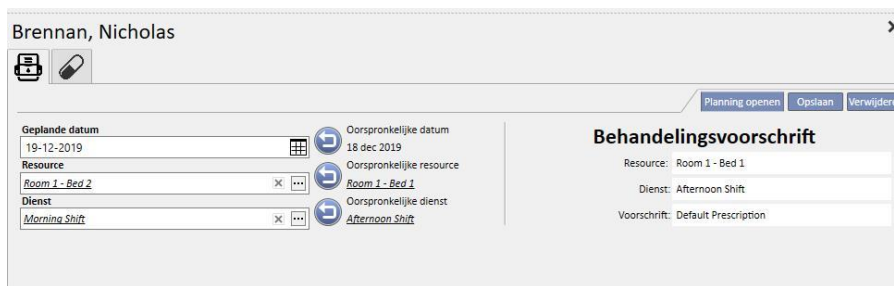 Brennan, Nicholas
Planning openen Opslaan Verwijdere
Geplande datum
19-12-2019
Oorspronkelijke datum
18 dec 2019
Resource
Room 1 - Bed 2
Oorspronkelijke resource
Room 1 - Bed 1
Dienst
Morning Shift
Oorspronkelijke dienst
Afternoon Shift
Behandelingsvoorschrift
Resource: Room 1 - Bed 1
Dienst: Afternoon Shift
Voorschrift: Default Prescription